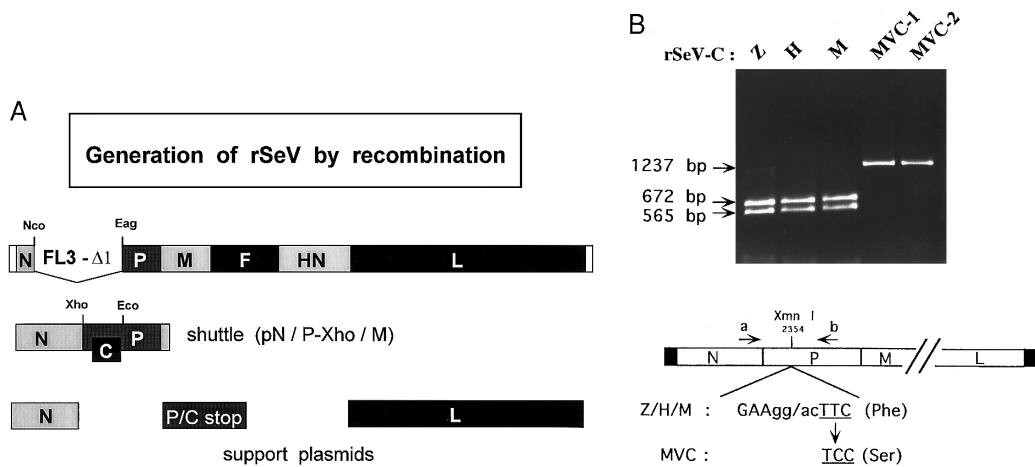 A
Generation of rSeV by recombination
Nco
Eag
N
FL3 - Δ1
P
M
F
HN
L
Xho
Eco
N
P
C
shuttle (pN / P-Xho / M)
N
P/C stop
L
support plasmids
B
rSeV-C : Z H M MVC-1 MVC-2
1237 bp
672 bp
565 bp
Xmn I
2354
a
b
N
P
M
L
Z/H/M : GAAgg/acTTC (Phe)
MVC : TCC (Ser)